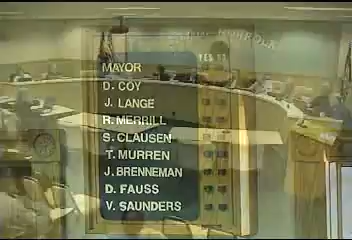 MAYOR
D. COY
J. LANGE
R. MERRILL
S. CLAUSEN
T. MURREN
J. BRENNEMAN
D. FAUSS
V. SAUNDERS